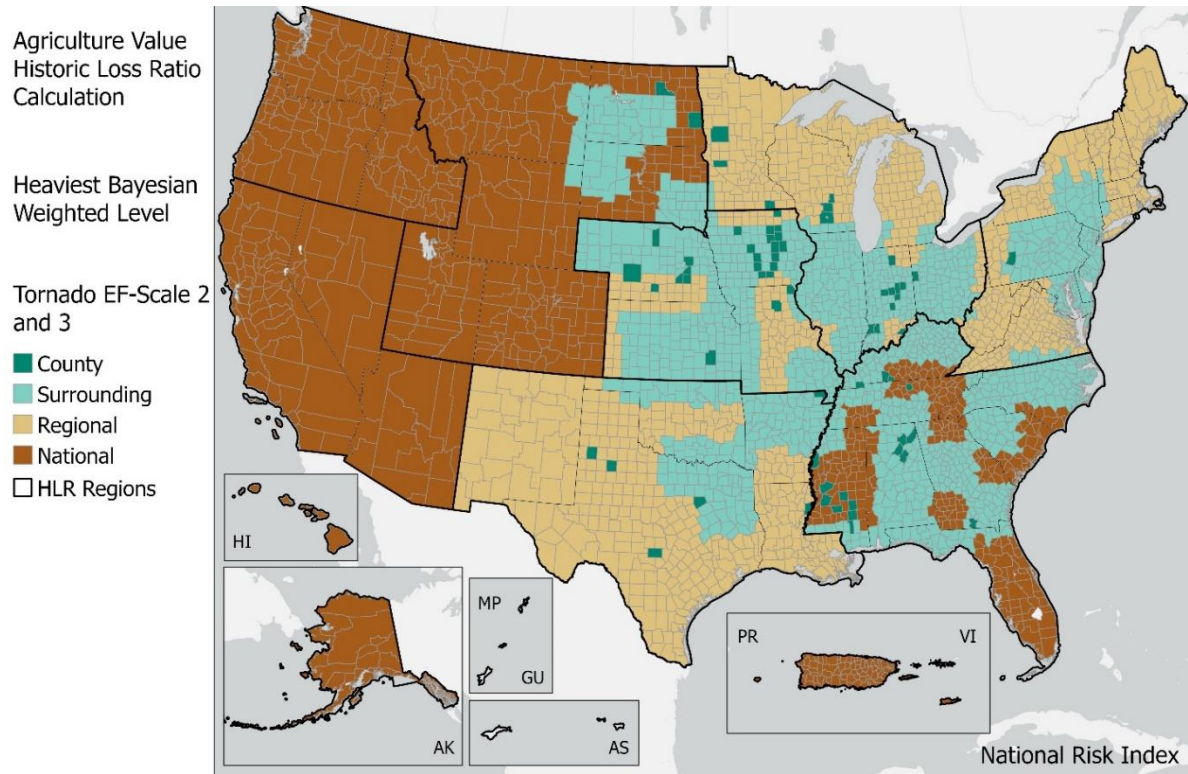 Agriculture Value
Historic Loss Ratio
Calculation
Heaviest Bayesian
Weighted Level
Tornado EF-Scale 2
and 3
County
Surrounding
Regional
National
HLR Regions
HI
AK
MP
GU
AS
PR
VI
National Risk Index